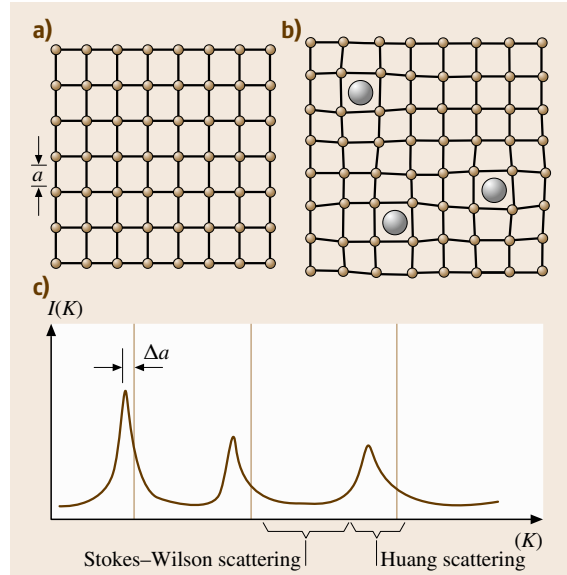 a)
b)
a
c)
I(K)
Δa
(K)
Stokes–Wilson scattering
Huang scattering